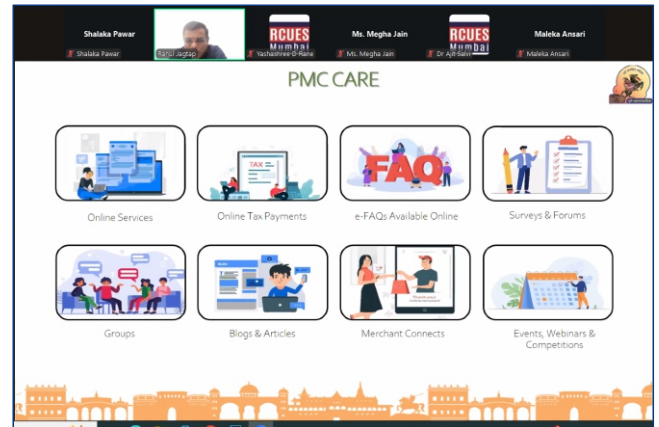 Shalaka Pawar
RCUES
Mumbai
Ms. Megha Jain
RCUES
Mumbai
Maleka Ansari
Shalaka Pawar
Rahul Jagtap
Yashashree-D-Rane
Ms. Megha Jain
Dr Ajit Salvi
Maleka Ansari
PMC CARE
TAX
FAQ
Online Services
Online Tax Payments
e-FAQs Available Online
Surveys & Forums
Groups
Blogs & Articles
Merchant Connects
Events, Webinars &
Competitions